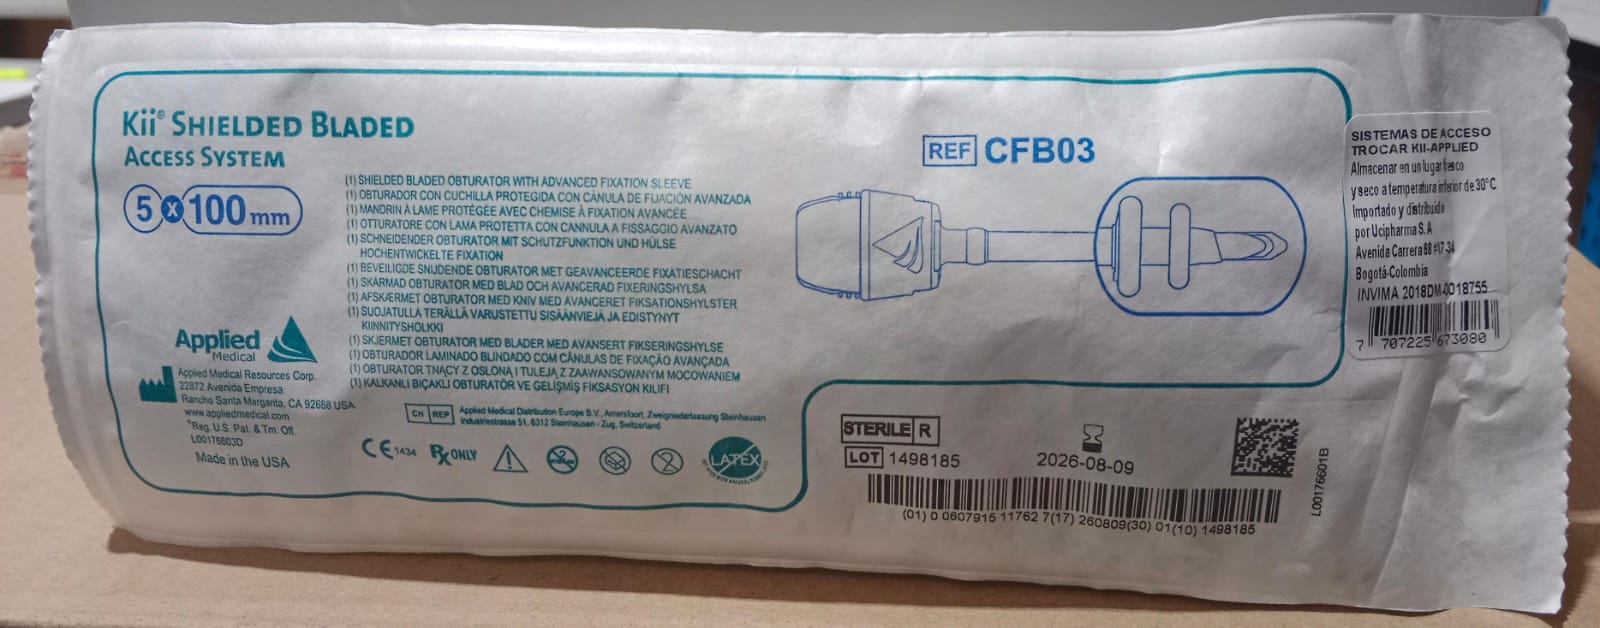 Kii® SHIELDED BLADED
ACCESS SYSTEM
5 x 100 mm
(1) SHIELDED BLADED OBTURATOR WITH ADVANCED FIXATION SLEEVE
(1) OBTURADOR CON CUCHILLA PROTEGIDA CON CÁNULA DE FIJACIÓN AVANZADA
(1) MANDRIN À LAME PROTÉGÉE AVEC CHEMISE À FIXATION AVANCÉE
(1) OTTURATORE CON LAMA PROTETTA CON CANNULA A FISSAGGIO AVANZATO
(1) SCHNEIDENDER OBTURATOR MIT SCHUTZFUNKTION UND HÜLSE
HOCHENTWICKELTE FIXATION
(1) BEVEILIGDE SNIJDENDE OBTURATOR MET GEAVANCEERDE FIXATIESCHACHT
(1) SKÄRMAD OBTURATOR MED BLAD OCH AVANCERAD FIXERINGSHYLSA
(1) AFSKÆRMET OBTURATOR MED KNIV MED AVANCERET FIKSATIONSHYLSTER
(1) SUOJATULLA TERÄLLÄ VARUSTETTU SISÄÄNVIEJÄ JA EDISTYNYT
KIINNITYSHOLKKI
(1) SKJERMET OBTURATOR MED BLADER MED AVANSERT FIKSERINGSHYLSE
(1) OBTURADOR LAMINADO BLINDADO COM CÂNULAS DE FIXAÇÃO AVANÇADA
(1) OBTURATOR TNĄCY Z OSŁONĄ I TULEJĄ Z ZAAWANSOWANYM MOCOWANIEM
(1) KALKANLI BIÇAKLI OBTURATÖR VE GELİŞMİŞ FİKSASYON KILIFI
Applied
Medical
Applied Medical Resources Corp.
22872 Avenida Empresa
Rancho Santa Margarita, CA 92688 USA
www.appliedmedical.com
®Reg. U.S. Pat. & Tm. Off.
L00176603D
Made in the USA
CH REP
Applied Medical Distribution Europe B.V., Amersfoort, Zweigniederlassung Steinhausen
Industriestrasse 51, 6312 Steinhausen - Zug, Switzerland
CE 1434
Rx ONLY
2
LATEX
REF CFB03
STERILE R
LOT 1498185
2026-08-09
(01) 0 0607915 11762 7(17) 260809(30) 01(10) 1498185
L00176601B
SISTEMAS DE ACCESO
TROCAR KII-APPLIED
Almacenar en un lugar fresco
y seco a temperatura inferior de 30°C
Importado y distribuido
por Ucipharma S.A
Avenida Carrera 68 #17-34
Bogotá-Colombia
INVIMA 2018DM-0018755
7 707225 673080